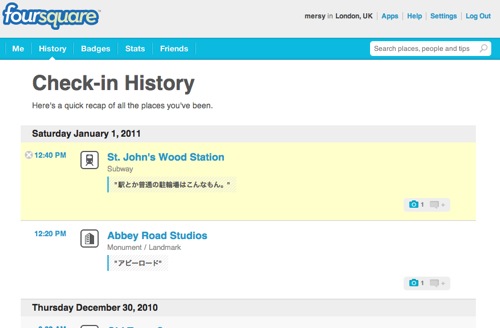 foursquare
mersy in London, UK | Apps | Help | Settings | Log Out
Me | History | Badges | Stats | Friends
Search places, people and tips
Check-in History
Here's a quick recap of all the places you've been.
Saturday January 1, 2011
12:40 PM
St. John's Wood Station
Subway
"駅とか普通の駐輪場はこんなもん。"
1 +
12:20 PM
Abbey Road Studios
Monument / Landmark
"アビーロード"
1 +
Thursday December 30, 2010